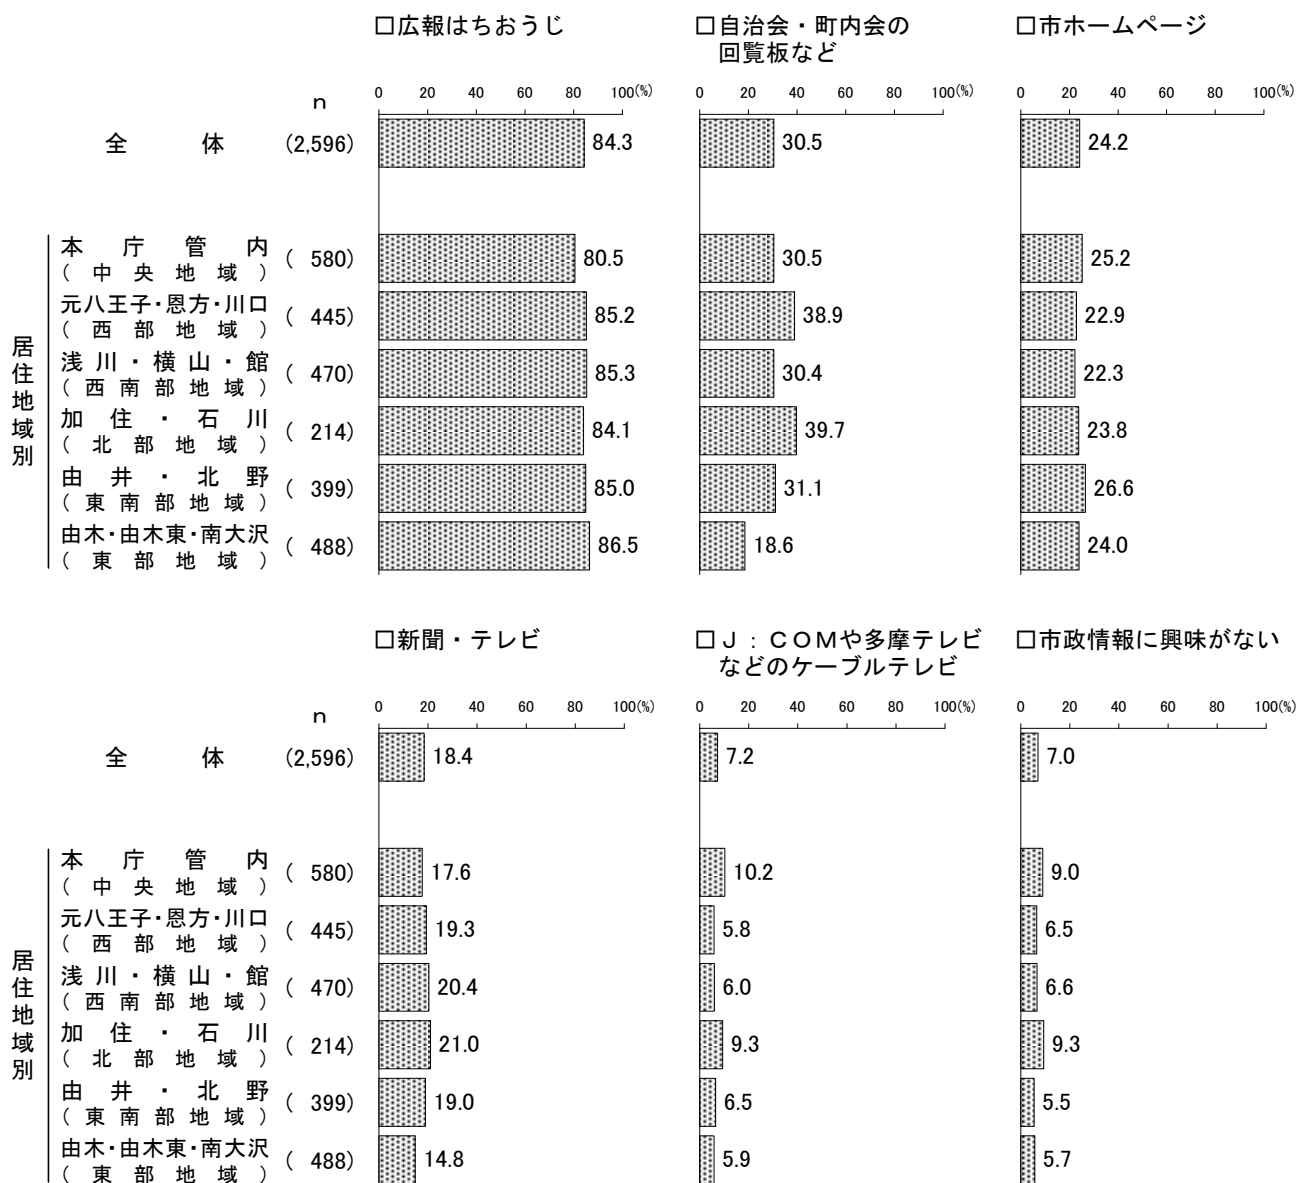 □広報はちおうじ □自治会・町内会の □市ホームページ
回覧板など
n 0 20 40 60 80 100(%) 0 20 40 60 80 100(%) 0 20 40 60 80 100(%)
全体 (2,596) 84.3 30.5 24.2
居住地域別
本庁管内 (580) 80.5 30.5 25.2
(中央地域)
元八王子・恩方・川口 (445) 85.2 38.9 22.9
(西部地域)
浅川・横山・館 (470) 85.3 30.4 22.3
(西南部地域)
加住・石川 (214) 84.1 39.7 23.8
(北部地域)
由井・北野 (399) 85.0 31.1 26.6
(東南部地域)
由木・由木東・南大沢 (488) 86.5 18.6 24.0
(東部地域)
□新聞・テレビ □J:COMや多摩テレビ □市政情報に興味がない
などのケーブルテレビ
n 0 20 40 60 80 100(%) 0 20 40 60 80 100(%) 0 20 40 60 80 100(%)
全体 (2,596) 18.4 7.2 7.0
居住地域別
本庁管内 (580) 17.6 10.2 9.0
(中央地域)
元八王子・恩方・川口 (445) 19.3 5.8 6.5
(西部地域)
浅川・横山・館 (470) 20.4 6.0 6.6
(西南部地域)
加住・石川 (214) 21.0 9.3 9.3
(北部地域)
由井・北野 (399) 19.0 6.5 5.5
(東南部地域)
由木・由木東・南大沢 (488) 14.8 5.9 5.7
(東部地域)